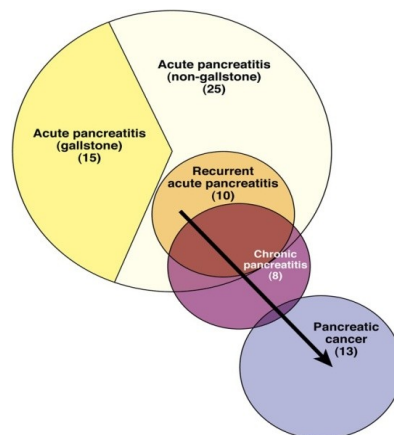 Acute pancreatitis
(non-gallstone)
(25)
Acute pancreatitis
(gallstone)
(15)
Recurrent
acute pancreatitis
(10)
Chronic
pancreatitis
(8)
Pancreatic
cancer
(13)